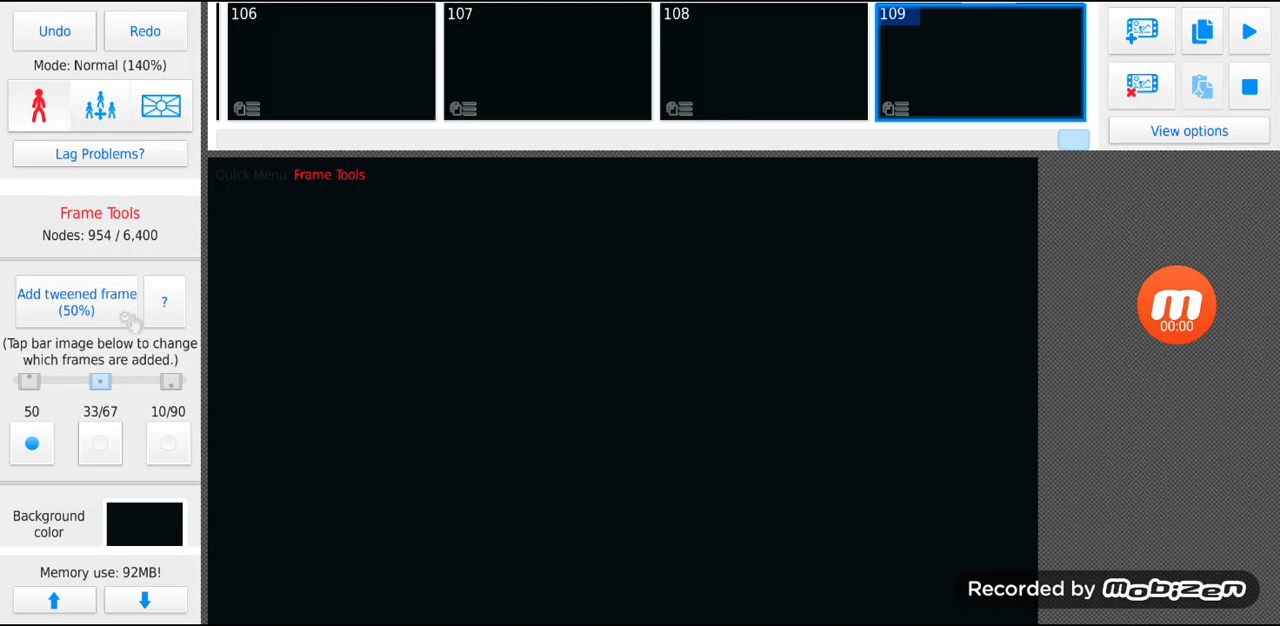 Undo
Redo
Mode: Normal (140%)
Lag Problems?
Frame Tools
Nodes: 954 / 6,400
Add tweened frame
(50%)
?
(Tap bar image below to change
which frames are added.)
50
33/67
10/90
Background
color
Memory use: 92MB!
106
107
108
109
View options
Quick Menu Frame Tools
00:00
Recorded by mobizen